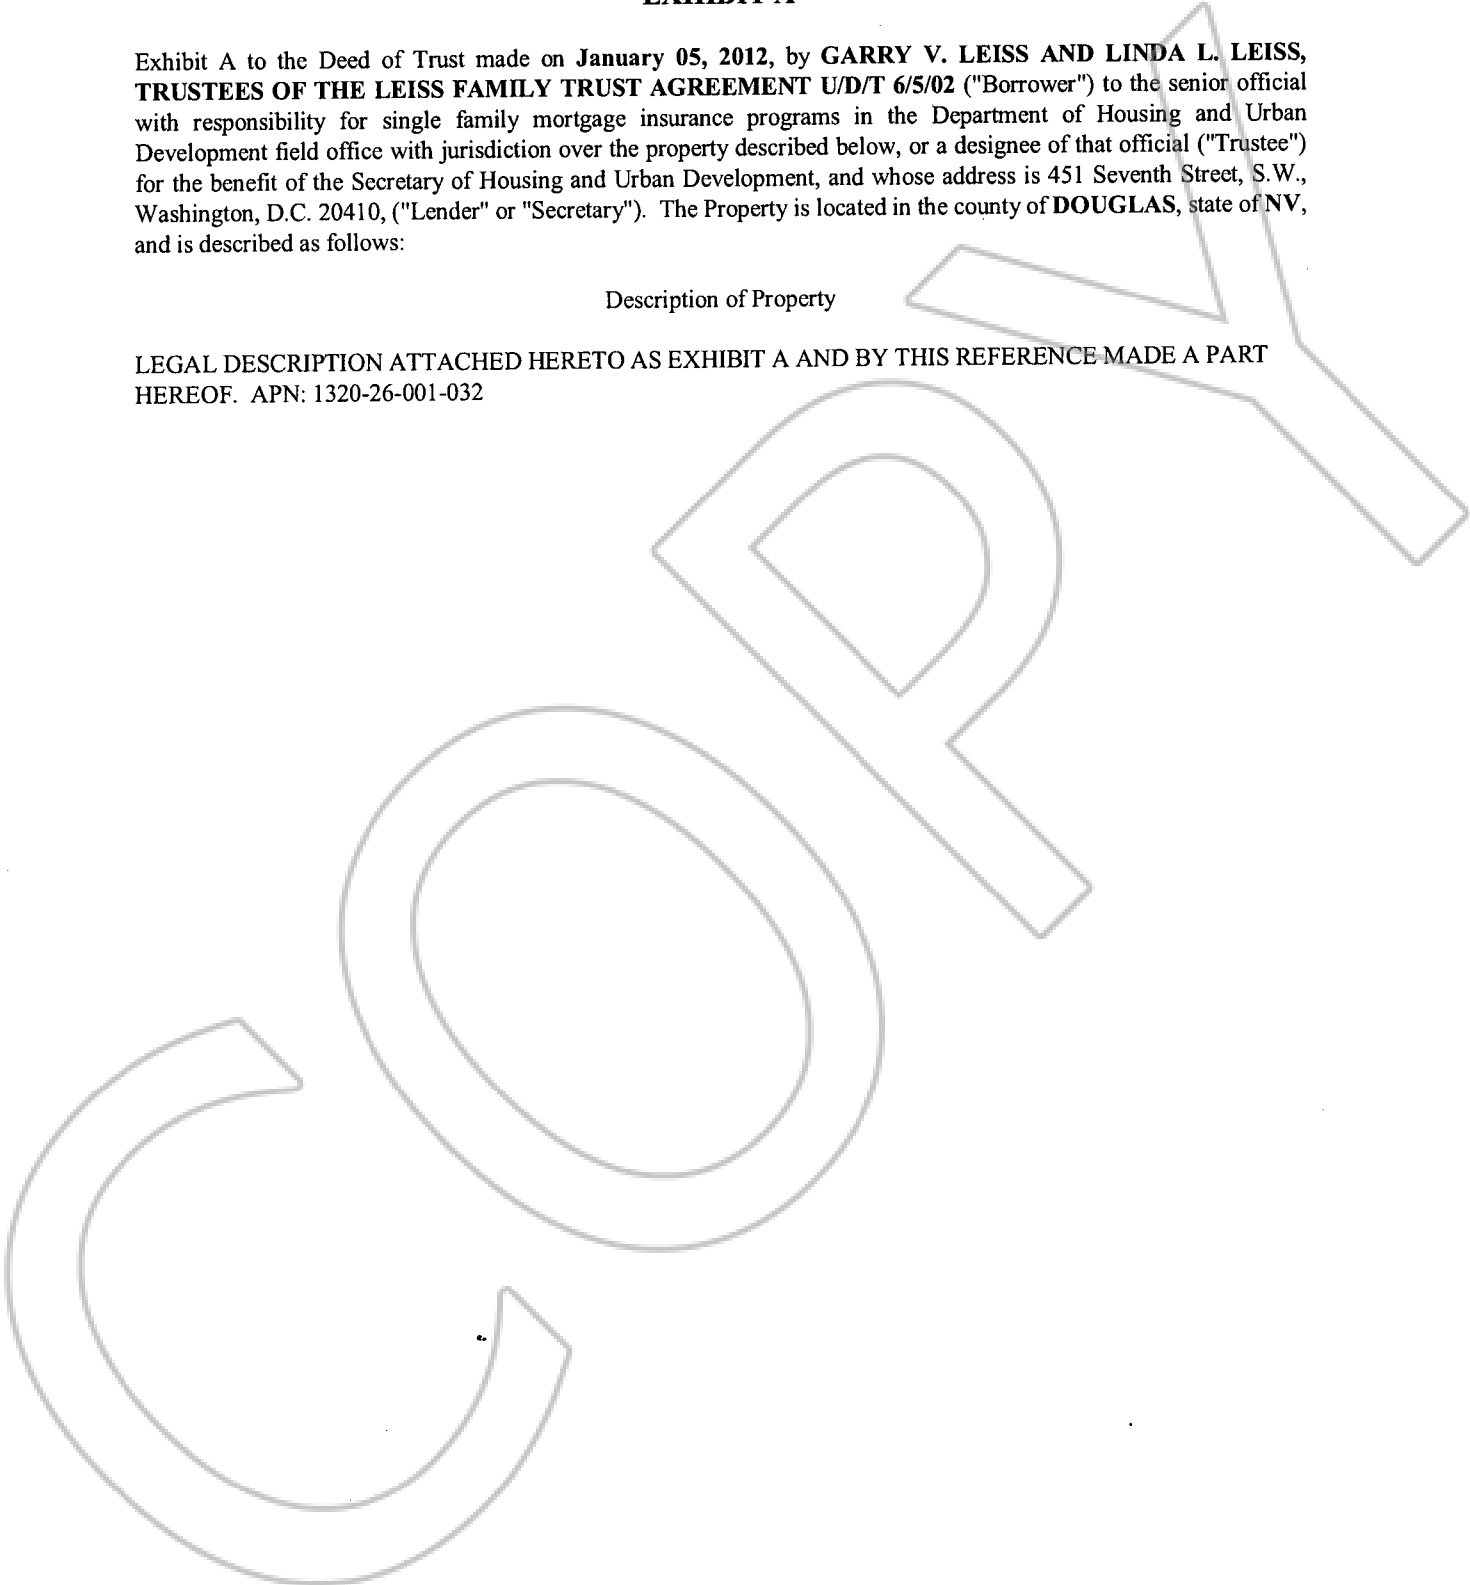 EXHIBIT A
Exhibit A to the Deed of Trust made on January 05, 2012, by GARRY V. LEISS AND LINDA L. LEISS,
TRUSTEES OF THE LEISS FAMILY TRUST AGREEMENT U/D/T 6/5/02 ("Borrower") to the senior official
with responsibility for single family mortgage insurance programs in the Department of Housing and Urban
Development field office with jurisdiction over the property described below, or a designee of that official ("Trustee")
for the benefit of the Secretary of Housing and Urban Development, and whose address is 451 Seventh Street, S.W.,
Washington, D.C. 20410, ("Lender" or "Secretary"). The Property is located in the county of DOUGLAS, state of NV,
and is described as follows:
Description of Property
LEGAL DESCRIPTION ATTACHED HERETO AS EXHIBIT A AND BY THIS REFERENCE MADE A PART
HEREOF. APN: 1320-26-001-032
COPY